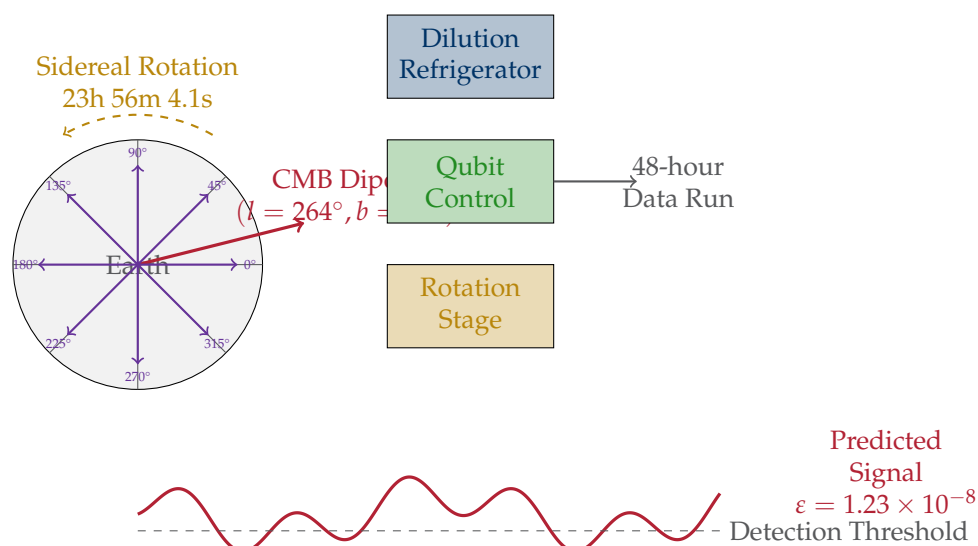 Dilution
Refrigerator
Sidereal Rotation
23h 56m 4.1s
90°
135°
45°
CMB
(l = 264°, b =
Qubit
Control
48-hour
Data Run
180°
Earth
0°
Rotation
Stage
225°
315°
270°
Predicted
Signal
ε = 1.23 × 10⁻⁸
Detection Threshold